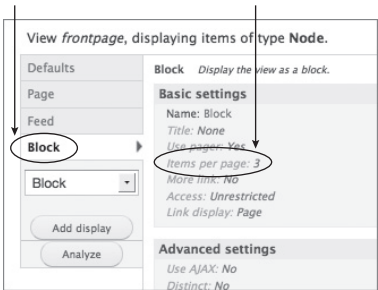 View frontpage, displaying items of type Node.
Defaults
Page
Feed
Block
Block
Add display
Analyze
Block Display the view as a block.
Basic settings
Name: Block
Title: None
Use pager: Yes
Items per page: 3
More link: No
Access: Unrestricted
Link display: Page
Advanced settings
Use AJAX: No
Distinct: No